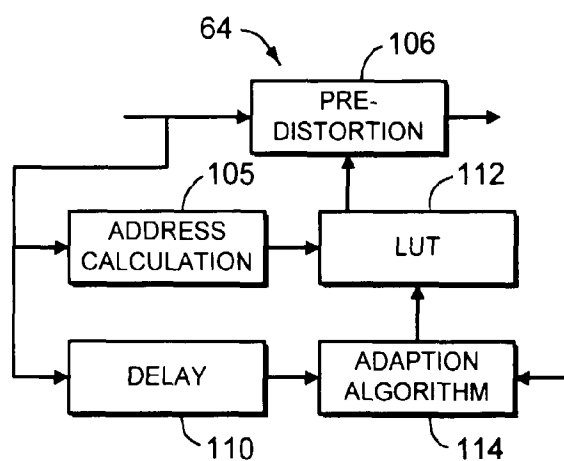 64
106
PRE-
DISTORTION
105
112
ADDRESS
CALCULATION
LUT
DELAY
ADAPTION
ALGORITHM
110
114